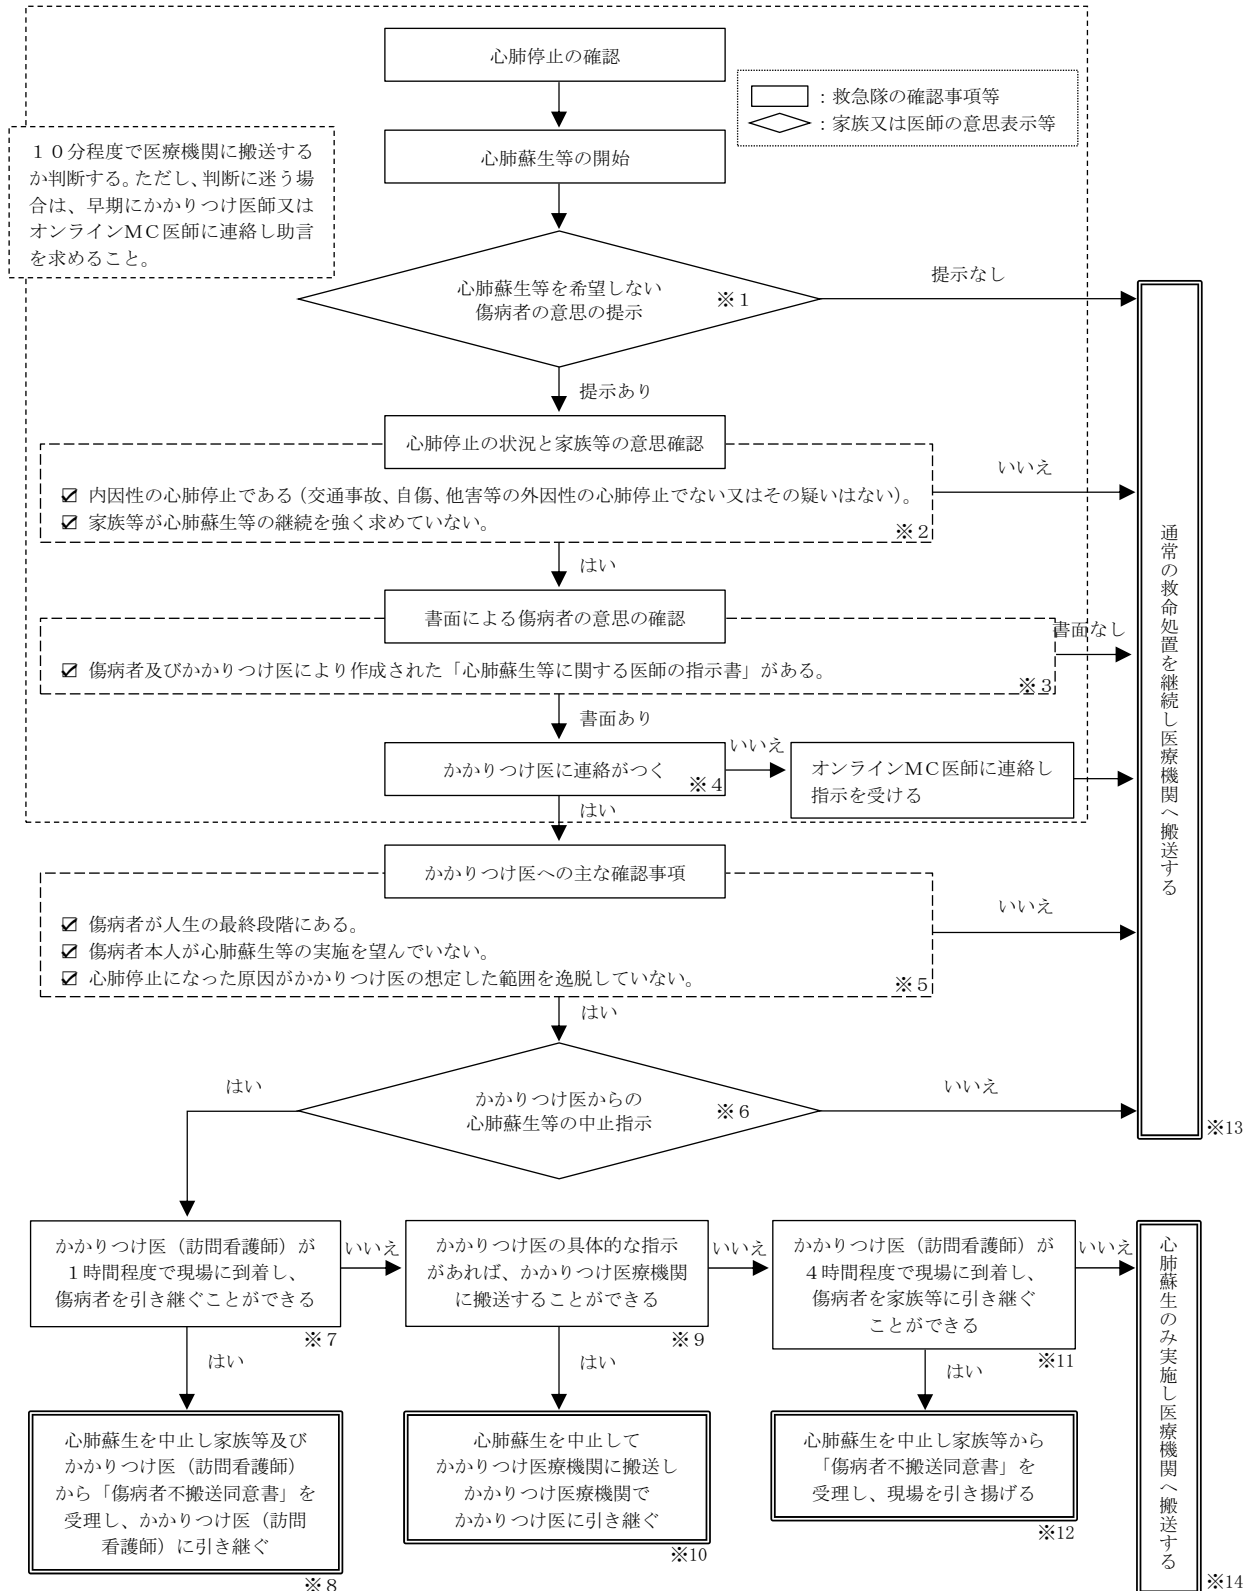 心肺停止の確認
：救急隊の確認事項等
：家族又は医師の意思表示等
１０分程度で医療機関に搬送する
か判断する。ただし、判断に迷う場
合は、早期にかかりつけ医師又は
オンラインＭＣ医師に連絡し助言
を求めること。
心肺蘇生等の開始
心肺蘇生等を希望しない
傷病者の意思の提示
※１
提示なし
提示あり
心肺停止の状況と家族等の意思確認
☑ 内因性の心肺停止である（交通事故、自傷、他害等の外因性の心肺停止でない又はその疑いはない）。
☑ 家族等が心肺蘇生等の継続を強く求めていない。
※２
いいえ
はい
書面による傷病者の意思の確認
☑ 傷病者及びかかりつけ医により作成された「心肺蘇生等に関する医師の指示書」がある。
※３
書面なし
書面あり
かかりつけ医に連絡がつく
※４
いいえ
オンラインＭＣ医師に連絡し
指示を受ける
はい
かかりつけ医への主な確認事項
☑ 傷病者が人生の最終段階にある。
☑ 傷病者本人が心肺蘇生等の実施を望んでいない。
☑ 心肺停止になった原因がかかりつけ医の想定した範囲を逸脱していない。
※５
いいえ
はい
かかりつけ医からの
心肺蘇生等の中止指示
※６
はい
いいえ
通常の救命処置を継続し医療機関へ搬送する
※13
かかりつけ医（訪問看護師）が
１時間程度で現場に到着し、
傷病者を引き継ぐことができる
※７
いいえ
かかりつけ医の具体的な指示
があれば、かかりつけ医療機関
に搬送することができる
※９
いいえ
かかりつけ医（訪問看護師）が
４時間程度で現場に到着し、
傷病者を家族等に引き継ぐ
ことができる
※11
いいえ
はい
はい
はい
心肺蘇生を中止し家族等及び
かかりつけ医（訪問看護師）
から「傷病者不搬送同意書」を
受理し、かかりつけ医（訪問
看護師）に引き継ぐ
※８
心肺蘇生を中止して
かかりつけ医療機関に搬送し
かかりつけ医療機関で
かかりつけ医に引き継ぐ
※10
心肺蘇生を中止し家族等から
「傷病者不搬送同意書」を
受理し、現場を引き揚げる
※12
心肺蘇生のみ実施し医療機関へ搬送する
※14